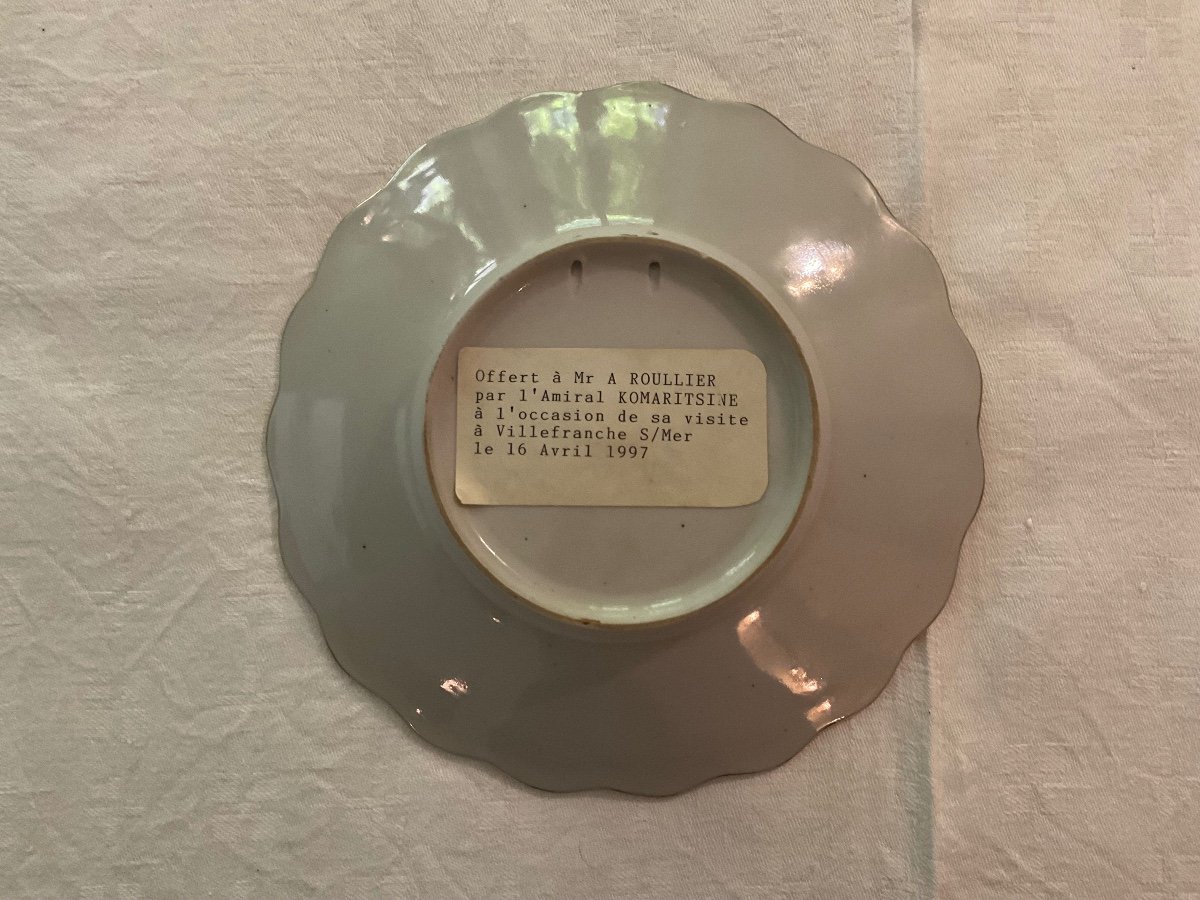 Offert à Mr A ROULLIER
par l'Amiral KOMARITSINE
à l'occasion de sa visite
à Villefranche S/Mer
le 16 Avril 1997